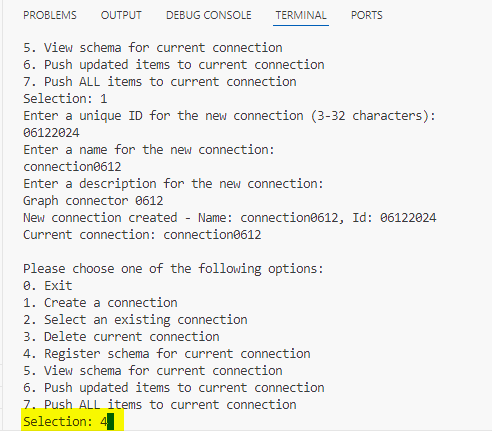 PROBLEMS OUTPUT DEBUG CONSOLE TERMINAL PORTS
5. View schema for current connection
6. Push updated items to current connection
7. Push ALL items to current connection
Selection: 1
Enter a unique ID for the new connection (3-32 characters):
06122024
Enter a name for the new connection:
connection0612
Enter a description for the new connection:
Graph connector 0612
New connection created - Name: connection0612, Id: 06122024
Current connection: connection0612
Please choose one of the following options:
0. Exit
1. Create a connection
2. Select an existing connection
3. Delete current connection
4. Register schema for current connection
5. View schema for current connection
6. Push updated items to current connection
7. Push ALL items to current connection
Selection: 4